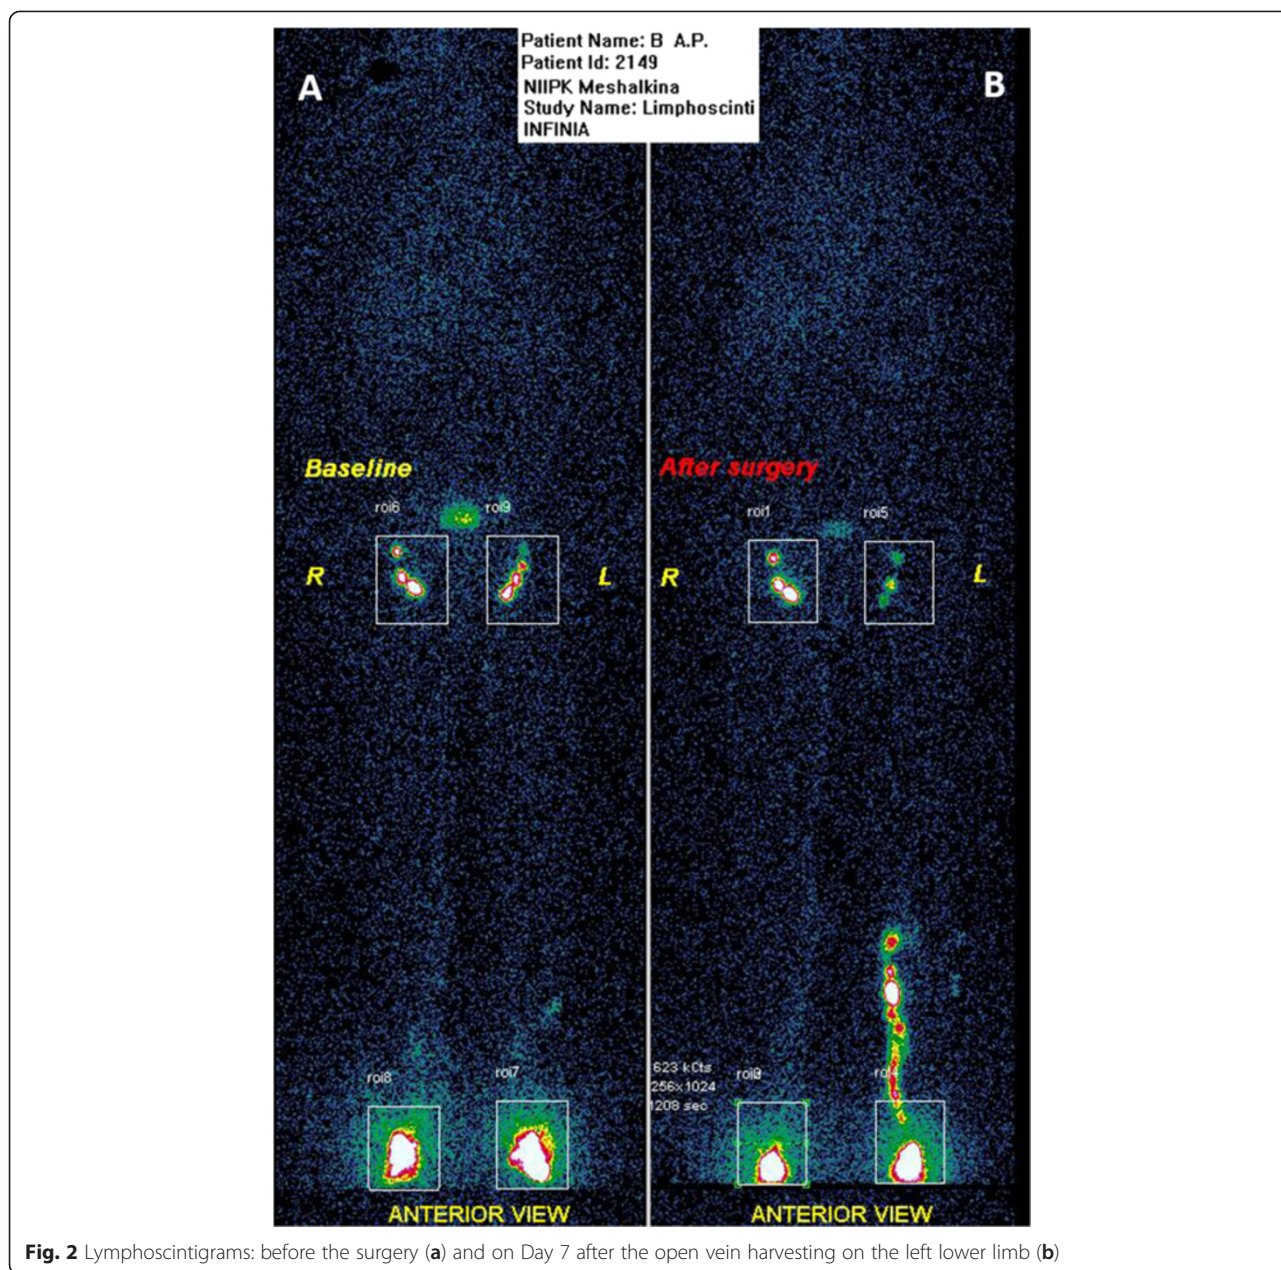 A
Patient Name: B A.P.
Patient Id: 2149
NIIPK Meshalkina
Study Name: Limphoscinti
INFINIA
B
Baseline
After surgery
roi6
roi9
roi1
roi5
R
L
R
L
roi8
roi7
623 kCts
256x1024
1208 sec
roi3
roi4
ANTERIOR VIEW
ANTERIOR VIEW
Fig. 2 Lymphoscintigrams: before the surgery (a) and on Day 7 after the open vein harvesting on the left lower limb (b)